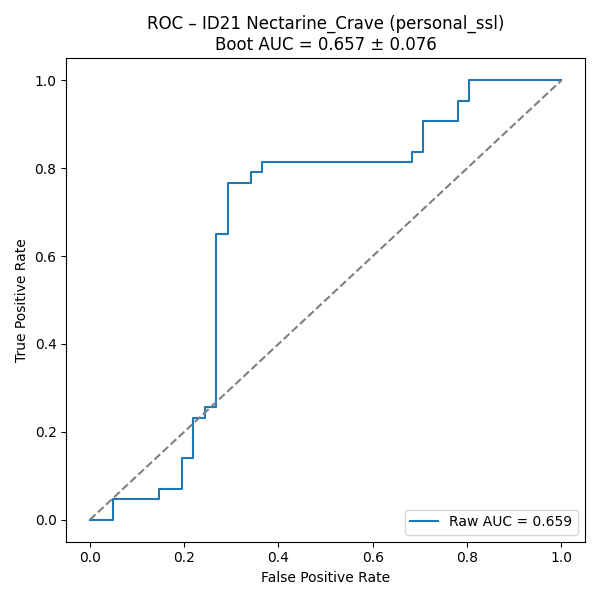 ROC – ID21 Nectarine_Crave (personal_ssl)
Boot AUC = 0.657 ± 0.076
1.0
0.8
0.6
0.4
0.2
0.0
True Positive Rate
Raw AUC = 0.659
0.0 0.2 0.4 0.6 0.8 1.0
False Positive Rate